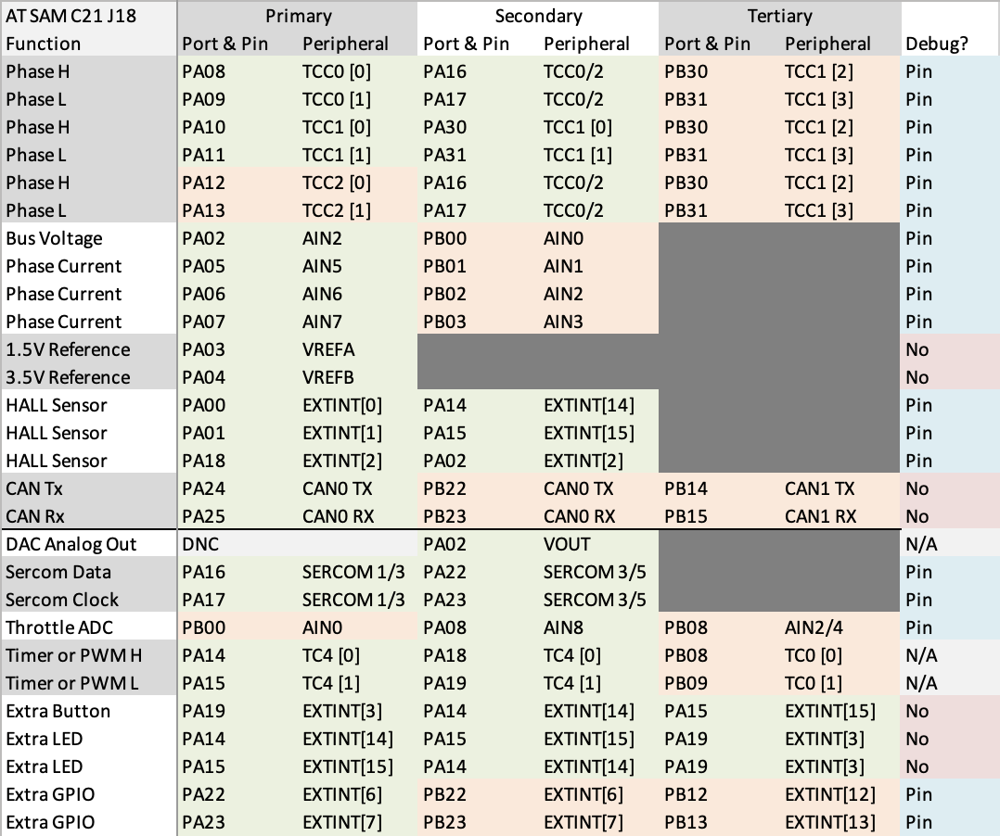 AT SAM C21 J18 Primary Secondary Tertiary
Function Port & Pin Peripheral Port & Pin Peripheral Port & Pin Peripheral Debug?
Phase H PA08 TCC0 [0] PA16 TCC0/2 PB30 TCC1 [2] Pin
Phase L PA09 TCC0 [1] PA17 TCC0/2 PB31 TCC1 [3] Pin
Phase H PA10 TCC1 [0] PA30 TCC1 [0] PB30 TCC1 [2] Pin
Phase L PA11 TCC1 [1] PA31 TCC1 [1] PB31 TCC1 [3] Pin
Phase H PA12 TCC2 [0] PA16 TCC0/2 PB30 TCC1 [2] Pin
Phase L PA13 TCC2 [1] PA17 TCC0/2 PB31 TCC1 [3] Pin
Bus Voltage PA02 AIN2 PB00 AIN0 Pin
Phase Current PA05 AIN5 PB01 AIN1 Pin
Phase Current PA06 AIN6 PB02 AIN2 Pin
Phase Current PA07 AIN7 PB03 AIN3 Pin
1.5V Reference PA03 VREFA No
3.5V Reference PA04 VREFB No
HALL Sensor PA00 EXTINT[0] PA14 EXTINT[14] Pin
HALL Sensor PA01 EXTINT[1] PA15 EXTINT[15] Pin
HALL Sensor PA18 EXTINT[2] PA02 EXTINT[2] Pin
CAN Tx PA24 CAN0 TX PB22 CAN0 TX PB14 CAN1 TX No
CAN Rx PA25 CAN0 RX PB23 CAN0 RX PB15 CAN1 RX No
DAC Analog Out DNC PA02 VOUT N/A
Sercom Data PA16 SERCOM 1/3 PA22 SERCOM 3/5 Pin
Sercom Clock PA17 SERCOM 1/3 PA23 SERCOM 3/5 Pin
Throttle ADC PB00 AIN0 PA08 AIN8 PB08 AIN2/4 Pin
Timer or PWM H PA14 TC4 [0] PA18 TC4 [0] PB08 TC0 [0] N/A
Timer or PWM L PA15 TC4 [1] PA19 TC4 [1] PB09 TC0 [1] N/A
Extra Button PA19 EXTINT[3] PA14 EXTINT[14] PA15 EXTINT[15] No
Extra LED PA14 EXTINT[14] PA15 EXTINT[15] PA19 EXTINT[3] No
Extra LED PA15 EXTINT[15] PA14 EXTINT[14] PA19 EXTINT[3] No
Extra GPIO PA22 EXTINT[6] PB22 EXTINT[6] PB12 EXTINT[12] Pin
Extra GPIO PA23 EXTINT[7] PB23 EXTINT[7] PB13 EXTINT[13] Pin